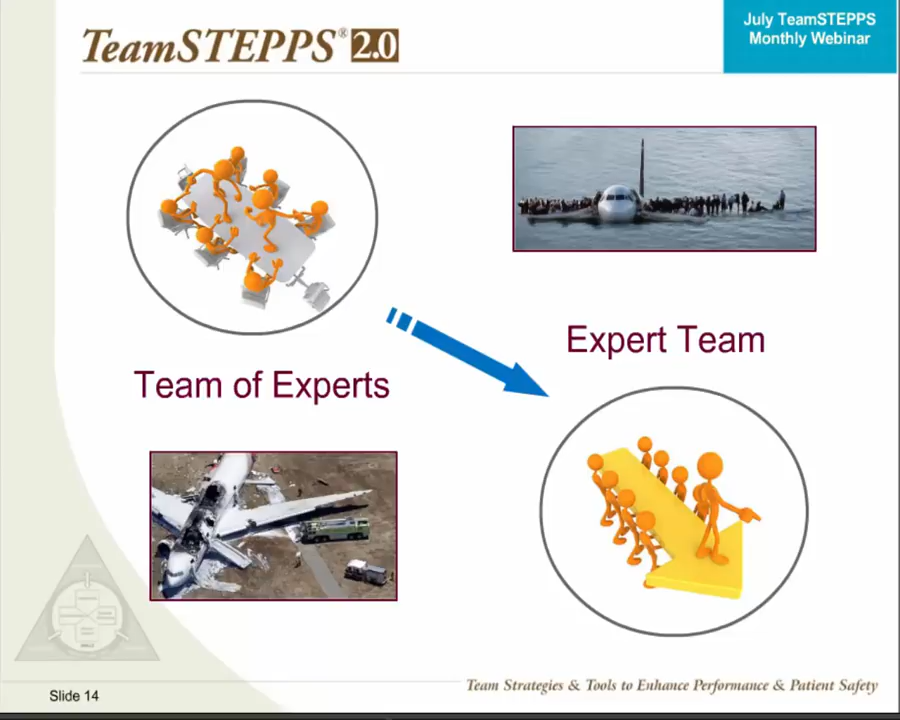 TeamSTEPPS® 2.0
July TeamSTEPPS
Monthly Webinar
Expert Team
Team of Experts
Slide 14
Team Strategies & Tools to Enhance Performance & Patient Safety